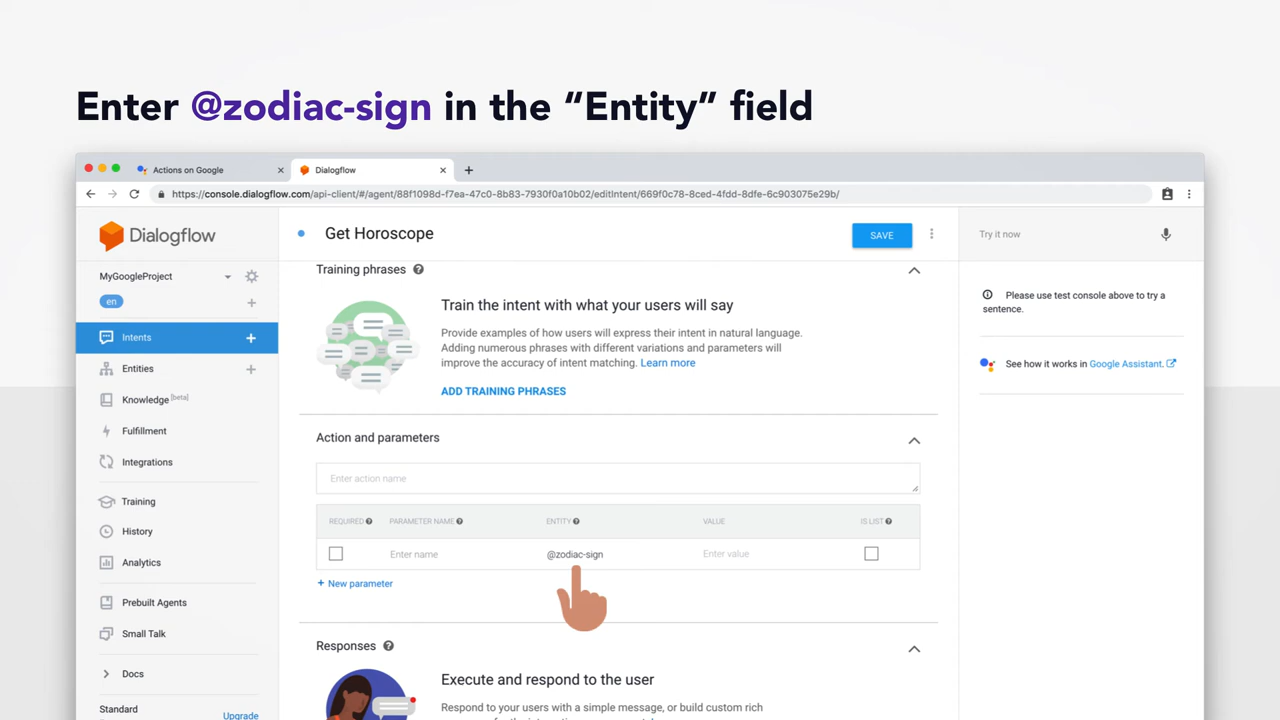 Enter @zodiac-sign in the “Entity” field
Actions on Google
Dialogflow
https://console.dialogflow.com/api-client/#/agent/88f1098d-f7ea-47c0-8b83-7930f0a10b02/editIntent/669f0c78-8ced-4fdd-8dfe-6c903075e29b/
Dialogflow
Get Horoscope
SAVE
Try it now
MyGoogleProject
en
Intents
Entities
Knowledge [beta]
Fulfillment
Integrations
Training
History
Analytics
Prebuilt Agents
Small Talk
Docs
Standard
Upgrade
Training phrases
Train the intent with what your users will say
Provide examples of how users will express their intent in natural language.
Adding numerous phrases with different variations and parameters will
improve the accuracy of intent matching. Learn more
ADD TRAINING PHRASES
Action and parameters
Enter action name
REQUIRED PARAMETER NAME ENTITY VALUE IS LIST
Enter name @zodiac-sign Enter value
+ New parameter
Responses
Execute and respond to the user
Respond to your users with a simple message, or build custom rich
Please use test console above to try a
sentence.
See how it works in Google Assistant.